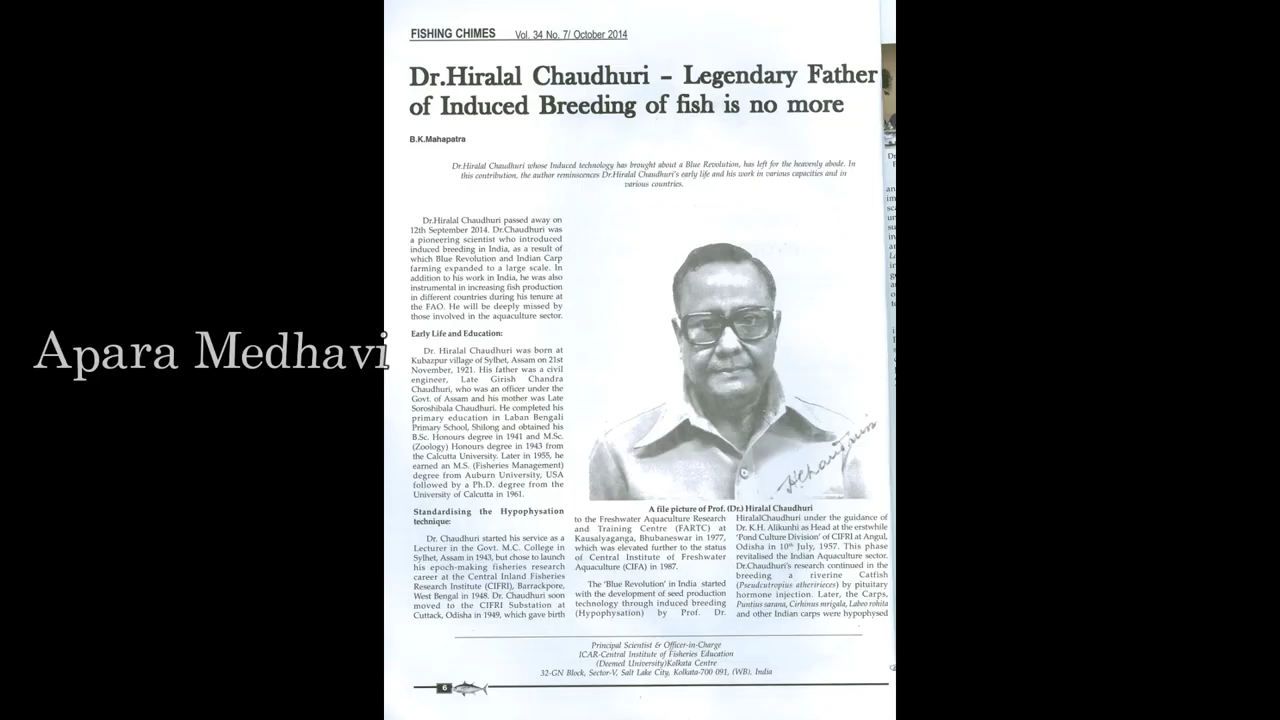 FISHING CHIMES Vol. 34 No. 7/ October 2014
Dr.Hiralal Chaudhuri – Legendary Father
of Induced Breeding of fish is no more
B.K.Mahapatra
Dr.Hiralal Chaudhuri whose Induced technology has brought about a Blue Revolution, has left for the heavenly abode. In
this contribution, the author reminscences Dr.Hiralal Chaudhuri's early life and his work in various capacities and in
various countries.
Dr.Hiralal Chaudhuri passed away on
12th September 2014. Dr.Chaudhuri was
a pioneering scientist who introduced
induced breeding in India, as a result of
which Blue Revolution and Indian Carp
farming expanded to a large scale. In
addition to his work in India, he was also
instrumental in increasing fish production
in different countries during his tenure at
the FAO. He will be deeply missed by
those involved in the aquaculture sector.
Early Life and Education:
Dr. Hiralal Chaudhuri was born at
Kubazpur village of Sylhet, Assam on 21st
November, 1921. His father was a civil
engineer, Late Girish Chandra
Chaudhuri, who was an officer under the
Govt. of Assam and his mother was Late
Soroshibala Chaudhuri. He completed his
primary education in Laban Bengali
Primary School, Shilong and obtained his
B.Sc. Honours degree in 1941 and M.Sc.
(Zoology) Honours degree in 1943 from
the Calcutta University. Later in 1955, he
earned an M.S. (Fisheries Management)
degree from Auburn University, USA
followed by a Ph.D. degree from the
University of Calcutta in 1961.
Standardising the Hypophysation
technique:
Dr. Chaudhuri started his service as a
Lecturer in the Govt. M.C. College in
Sylhet, Assam in 1943, but chose to launch
his epoch-making fisheries research
career at the Central Inland Fisheries
Research Institute (CIFRI), Barrackpore,
West Bengal in 1948. Dr. Chaudhuri soon
moved to the CIFRI Substation at
Cuttack, Odisha in 1949, which gave birth
A file picture of Prof. (Dr.) Hiralal Chaudhuri
to the Freshwater Aquaculture Research
and Training Centre (FARTC) at
Kausalyaganga, Bhubaneswar in 1977,
which was elevated further to the status
of Central Institute of Freshwater
Aquaculture (CIFA) in 1987.
The 'Blue Revolution' in India started
with the development of seed production
technology through induced breeding
(Hypophysation) by Prof. Dr.
HiralalChaudhuri under the guidance of
Dr. K.H. Alikunhi as Head at the erstwhile
'Pond Culture Division' of CIFRI at Angul,
Odisha in 10th July, 1957. This phase
revitalised the Indian Aquaculture sector.
Dr.Chaudhuri's research continued in the
breeding a riverine Catfish
(Pseudcutropius atheririeces) by pituitary
hormone injection. Later, the Carps,
Puntius sarana, Cirhinus mrigala, Labeo rohita
and other Indian carps were hypophysed
Principal Scientist & Officer-in-Charge
ICAR-Central Institute of Fisheries Education
(Deemed University)Kolkata Centre
32-GN Block, Sector-V, Salt Lake City, Kolkata-700 091, (WB), India
6
Apara Medhavi